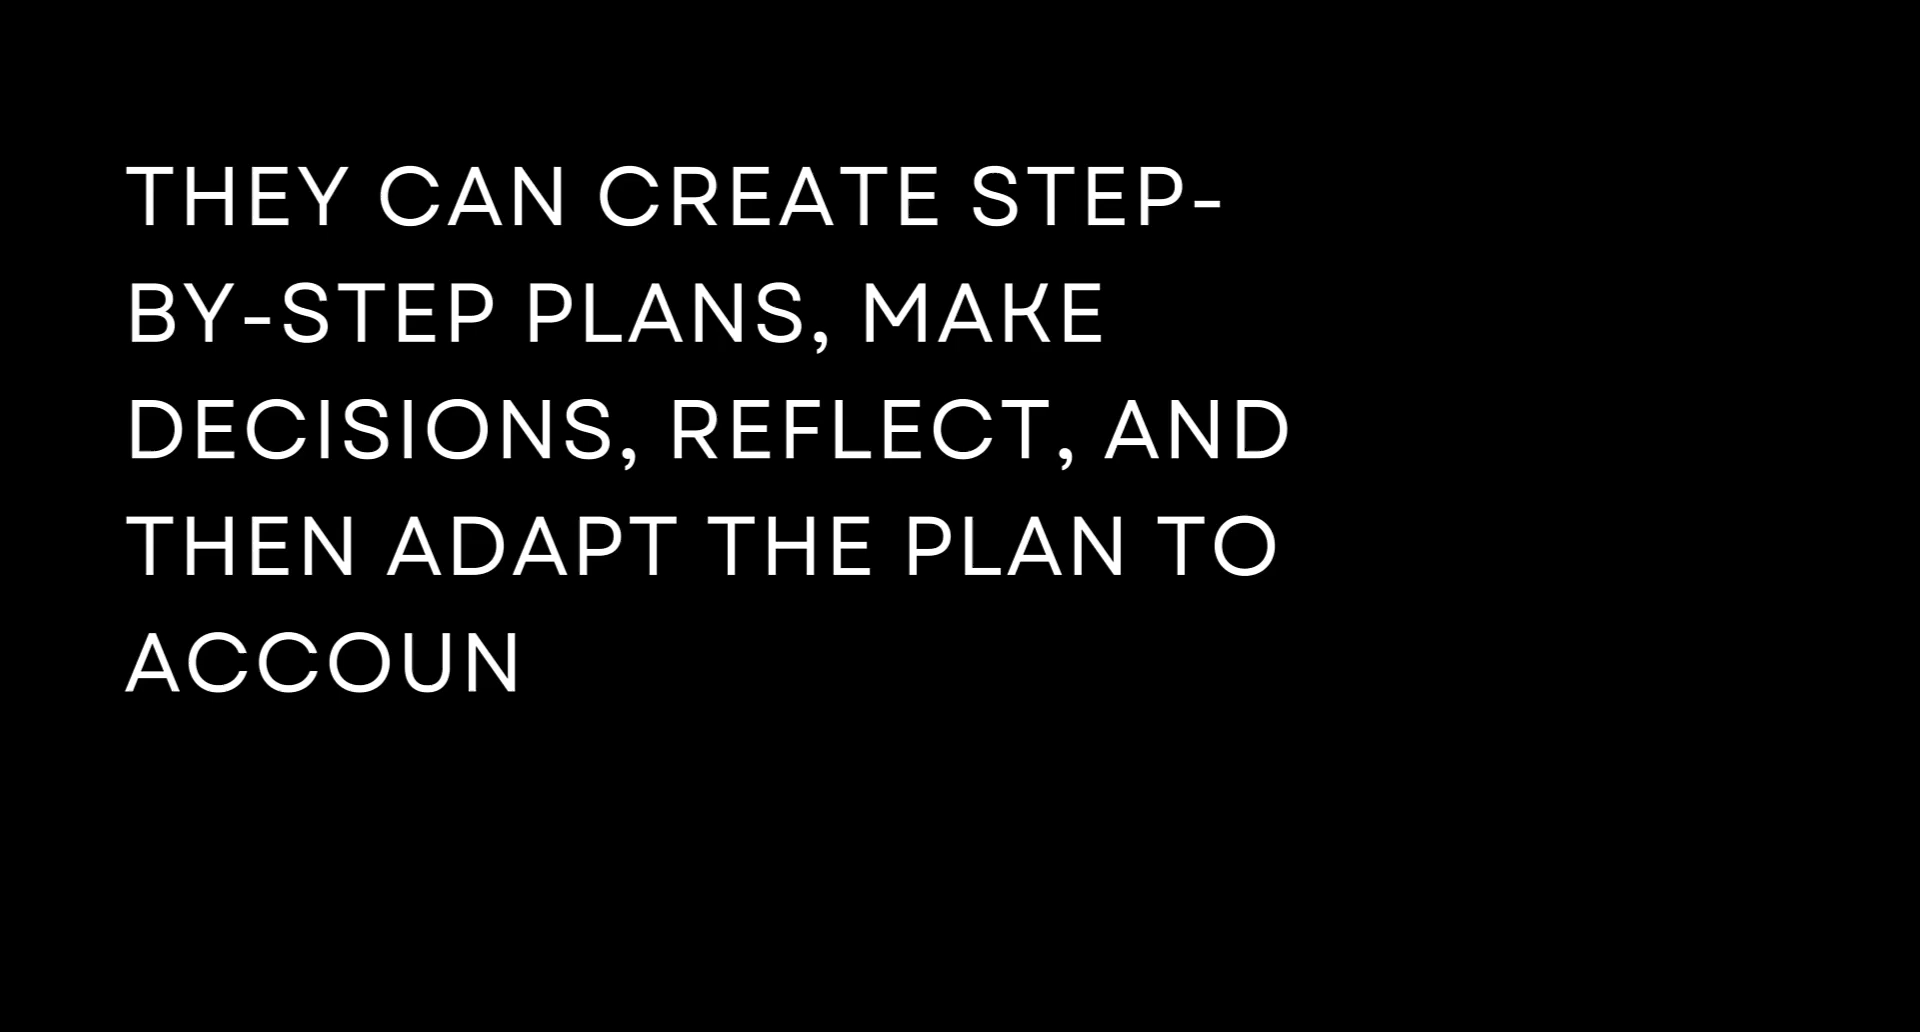 THEY CAN CREATE STEP-
BY-STEP PLANS, MAKE
DECISIONS, REFLECT, AND
THEN ADAPT THE PLAN TO
ACCOUN